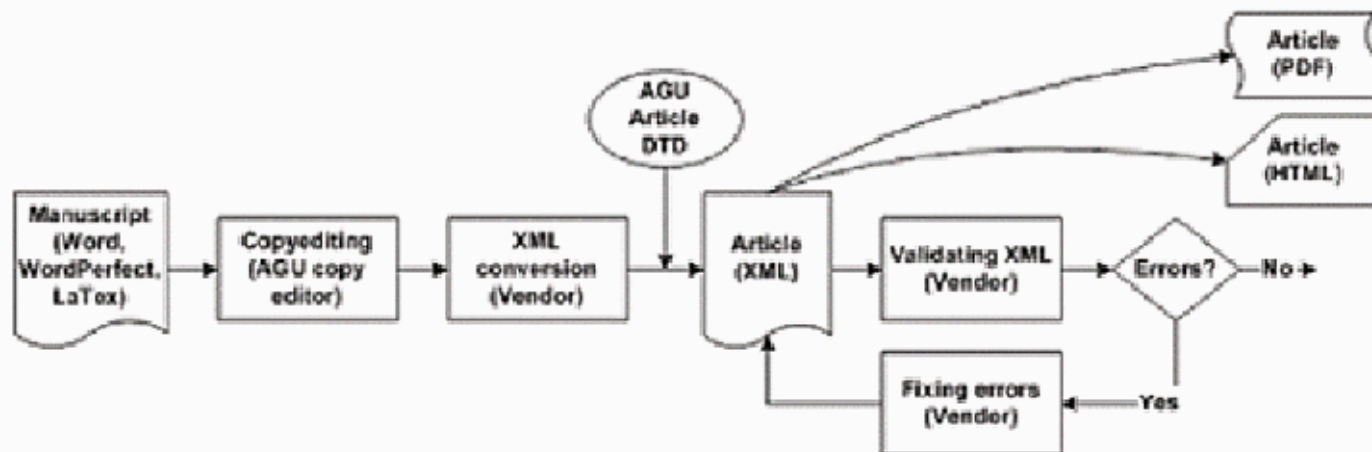 Manuscript
(Word,
WordPerfect,
LaTex)
Copyediting
(AGU copy
editor)
XML
conversion
(Vendor)
AGU
Article
DTD
Article
(XML)
Article
(PDF)
Article
(HTML)
Validating XML
(Vendor)
Errors?
No
Yes
Fixing errors
(Vendor)